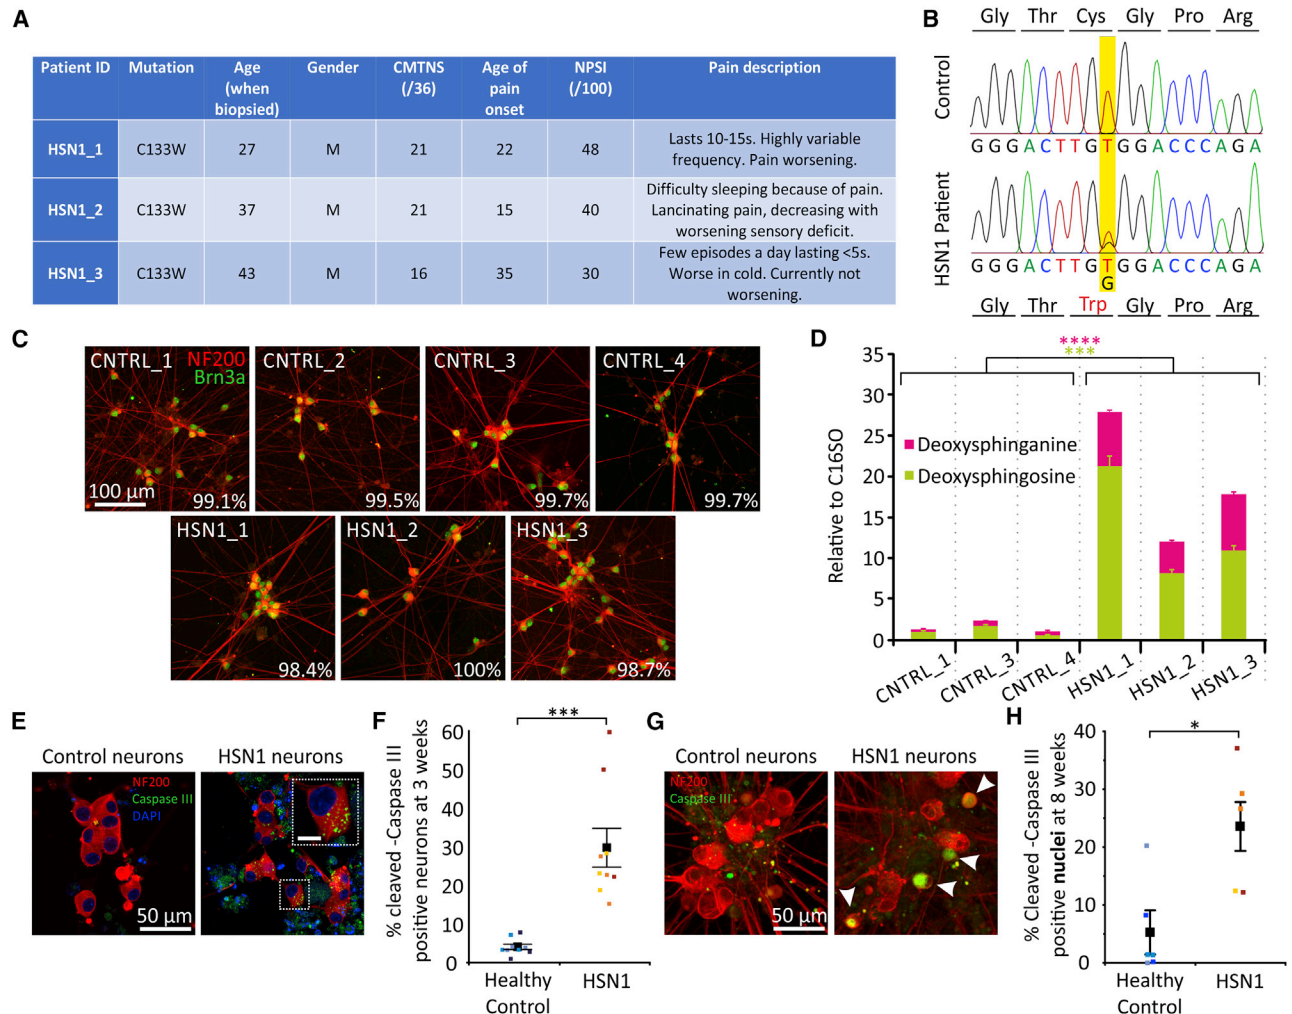 A
Patient ID Mutation Age (when biopsied) Gender CMTNS (/36) Age of pain onset NPSI (/100) Pain description
HSN1_1 C133W 27 M 21 22 48 Lasts 10-15s. Highly variable frequency. Pain worsening.
HSN1_2 C133W 37 M 21 15 40 Difficulty sleeping because of pain. Lancinating pain, decreasing with worsening sensory deficit.
HSN1_3 C133W 43 M 16 35 30 Few episodes a day lasting <5s. Worse in cold. Currently not worsening.
B
Gly Thr Cys Gly Pro Arg
Control
G G G A C T T G T G G A C C C A G A
HSN1 Patient
G G G A C T T G T G G A C C C A G A
G
Gly Thr Trp Gly Pro Arg
C
CNTRL_1 NF200
Brn3a
100 µm
99.1%
CNTRL_2
99.5%
CNTRL_3
99.7%
CNTRL_4
99.7%
HSN1_1
98.4%
HSN1_2
100%
HSN1_3
98.7%
D
****
***
35
30
25
20
15
10
5
0
Relative to C16SO
Deoxysphinganine
Deoxysphingosine
CNTRL_1
CNTRL_3
CNTRL_4
HSN1_1
HSN1_2
HSN1_3
E
Control neurons
HSN1 neurons
NF200
Caspase III
DAPI
50 µm
F
***
% cleaved -Caspase III
positive neurons at 3 weeks
60
50
40
30
20
10
0
Healthy
Control
HSN1
G
Control neurons
HSN1 neurons
NF200
Caspase III
50 µm
H
*
% Cleaved -Caspase III
positive nuclei at 8 weeks
40
30
20
10
0
Healthy
Control
HSN1